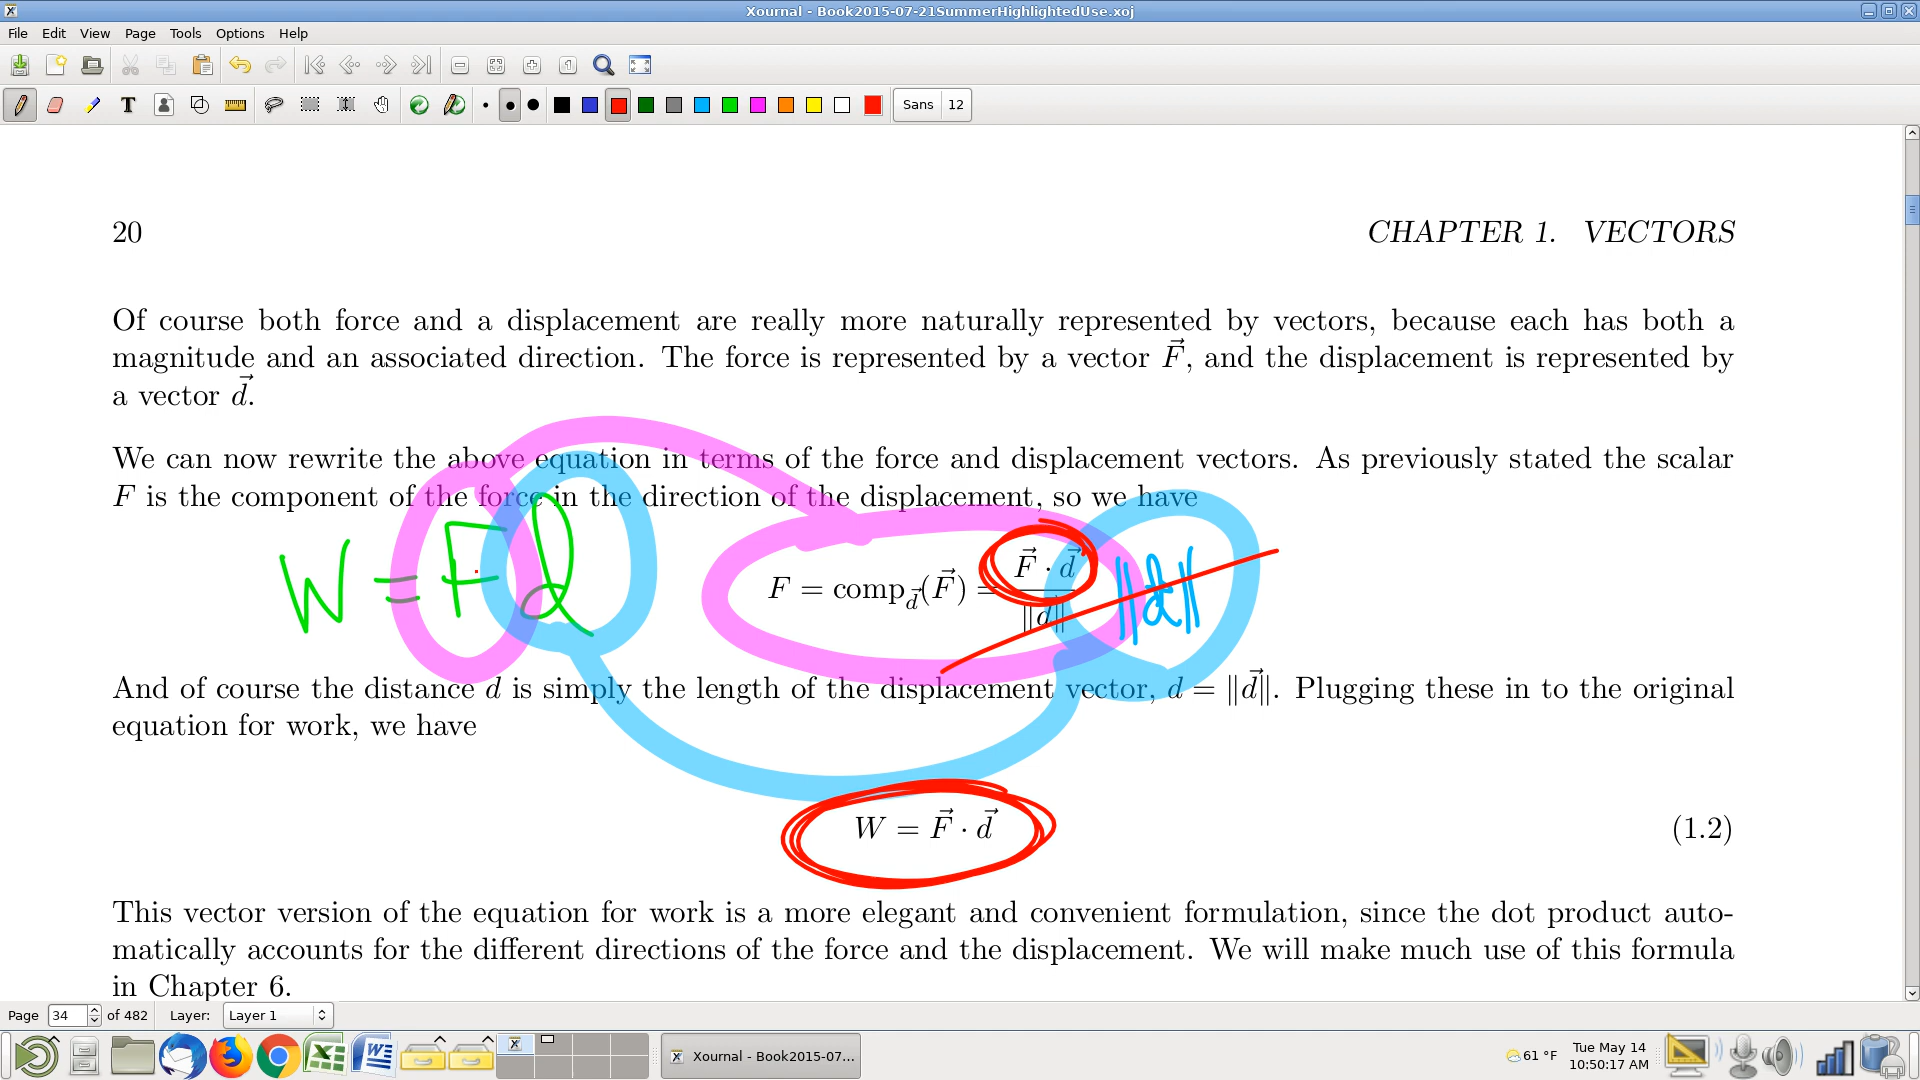 Xournal - Book2015-07-21SummerHighlightedUse.xoj
File Edit View Page Tools Options Help
Sans 12
20 CHAPTER 1. VECTORS
Of course both force and a displacement are really more naturally represented by vectors, because each has both a
magnitude and an associated direction. The force is represented by a vector F⃗, and the displacement is represented by
a vector d⃗.
We can now rewrite the above equation in terms of the force and displacement vectors. As previously stated the scalar
F is the component of the force in the direction of the displacement, so we have
W = Fd
F = comp_d⃗(F⃗) = F⃗ · d⃗ / ‖d⃗‖ ‖d⃗‖
And of course the distance d is simply the length of the displacement vector, d = ‖d⃗‖. Plugging these in to the original
equation for work, we have
W = F⃗ · d⃗ (1.2)
This vector version of the equation for work is a more elegant and convenient formulation, since the dot product auto-
matically accounts for the different directions of the force and the displacement. We will make much use of this formula
in Chapter 6.
Page 34 of 482 Layer: Layer 1
Xournal - Book2015-07...
61 °F
Tue May 14
10:50:17 AM